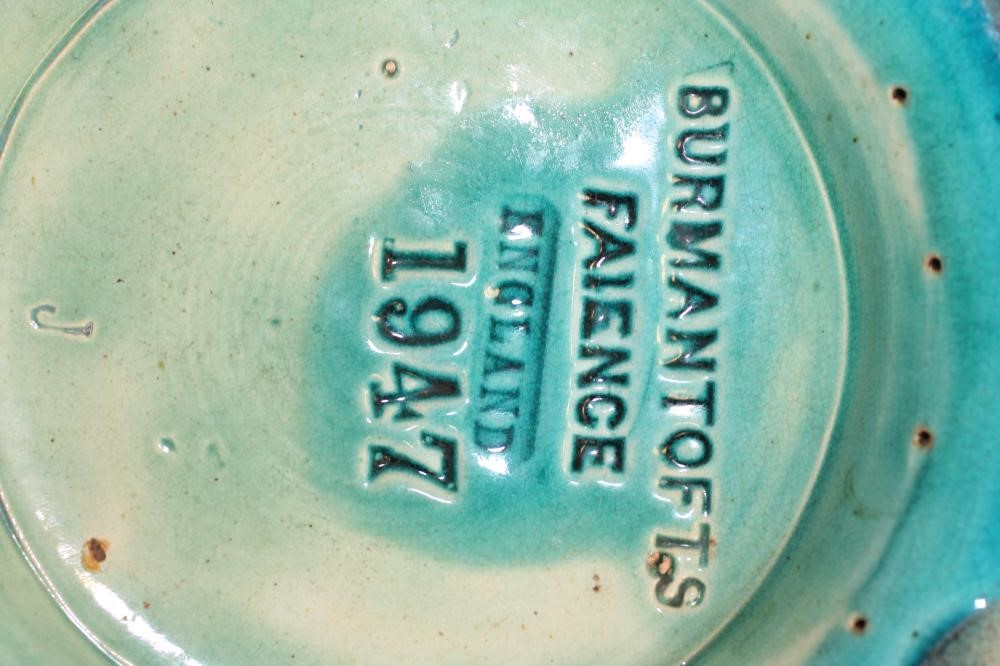 BURMANTOFTS
FAIENCE
ENGLAND
1947
J